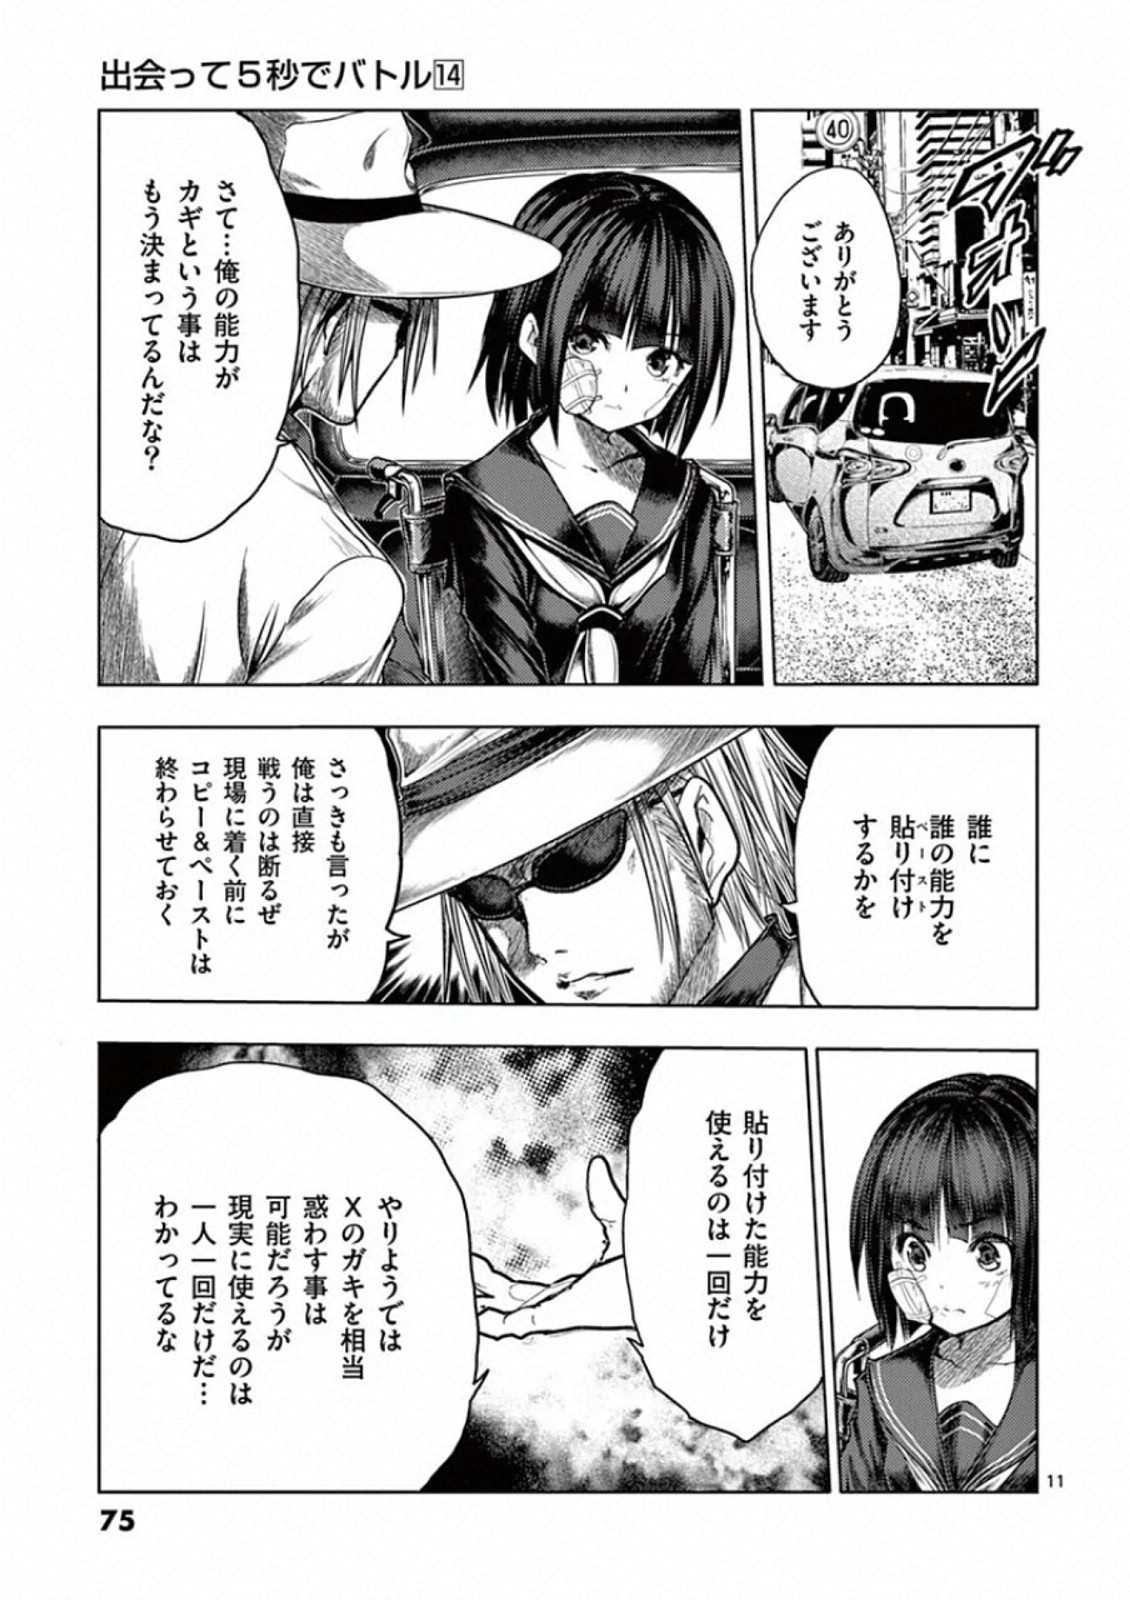 出会って5秒でバトル14
40
ブオオオ
ありがとう
ございます
さて…俺の能力が
カギという事は
もう決まってるんだな?
誰に
誰の能力を
貼り付け
ペースト
するかを
さっきも言ったが
俺は直接
戦うのは断るぜ
現場に着く前に
コピー&ペーストは
終わらせておく
貼り付けた能力を
使えるのは一回だけ
やりようでは
Xのガキを相当
惑わす事は
可能だろうが
現実に使えるのは
一人一回だけだ…
わかってるな
11
75